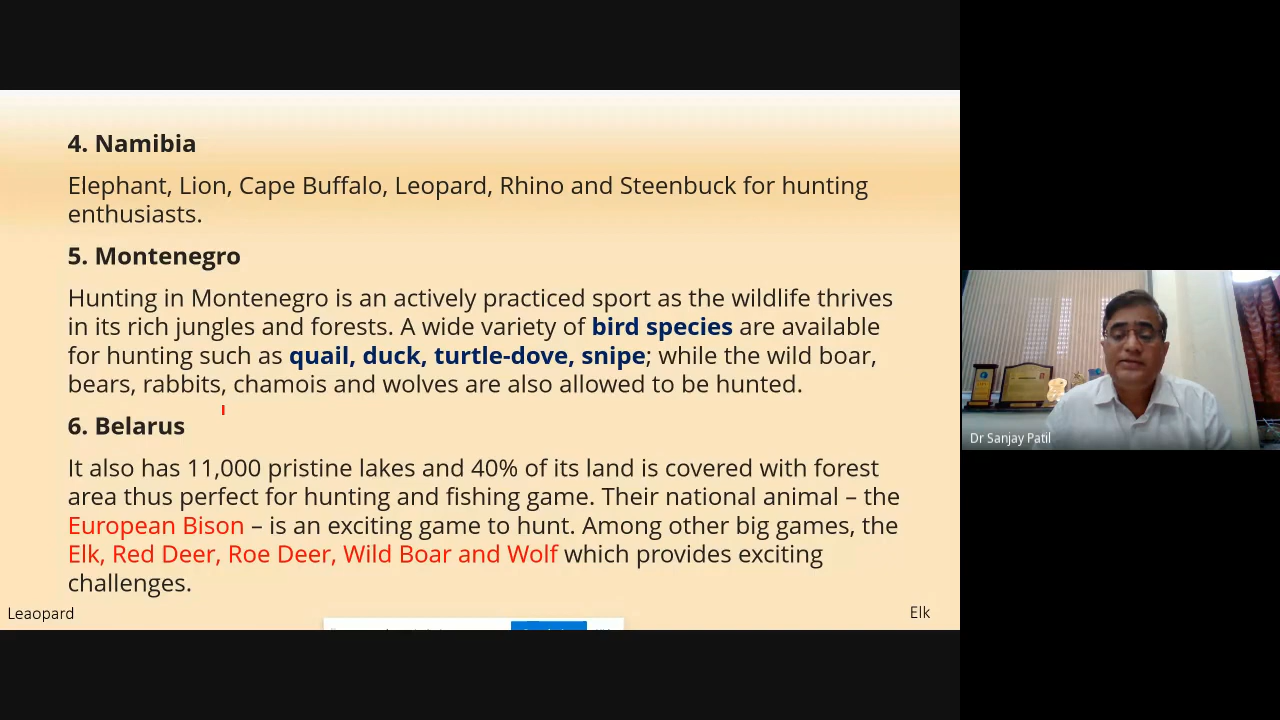 4. Namibia
Elephant, Lion, Cape Buffalo, Leopard, Rhino and Steenbuck for hunting
enthusiasts.
5. Montenegro
Hunting in Montenegro is an actively practiced sport as the wildlife thrives
in its rich jungles and forests. A wide variety of bird species are available
for hunting such as quail, duck, turtle-dove, snipe; while the wild boar,
bears, rabbits, chamois and wolves are also allowed to be hunted.
6. Belarus
It also has 11,000 pristine lakes and 40% of its land is covered with forest
area thus perfect for hunting and fishing game. Their national animal – the
European Bison – is an exciting game to hunt. Among other big games, the
Elk, Red Deer, Roe Deer, Wild Boar and Wolf which provides exciting
challenges.
Leaopard
Elk
Dr Sanjay Patil